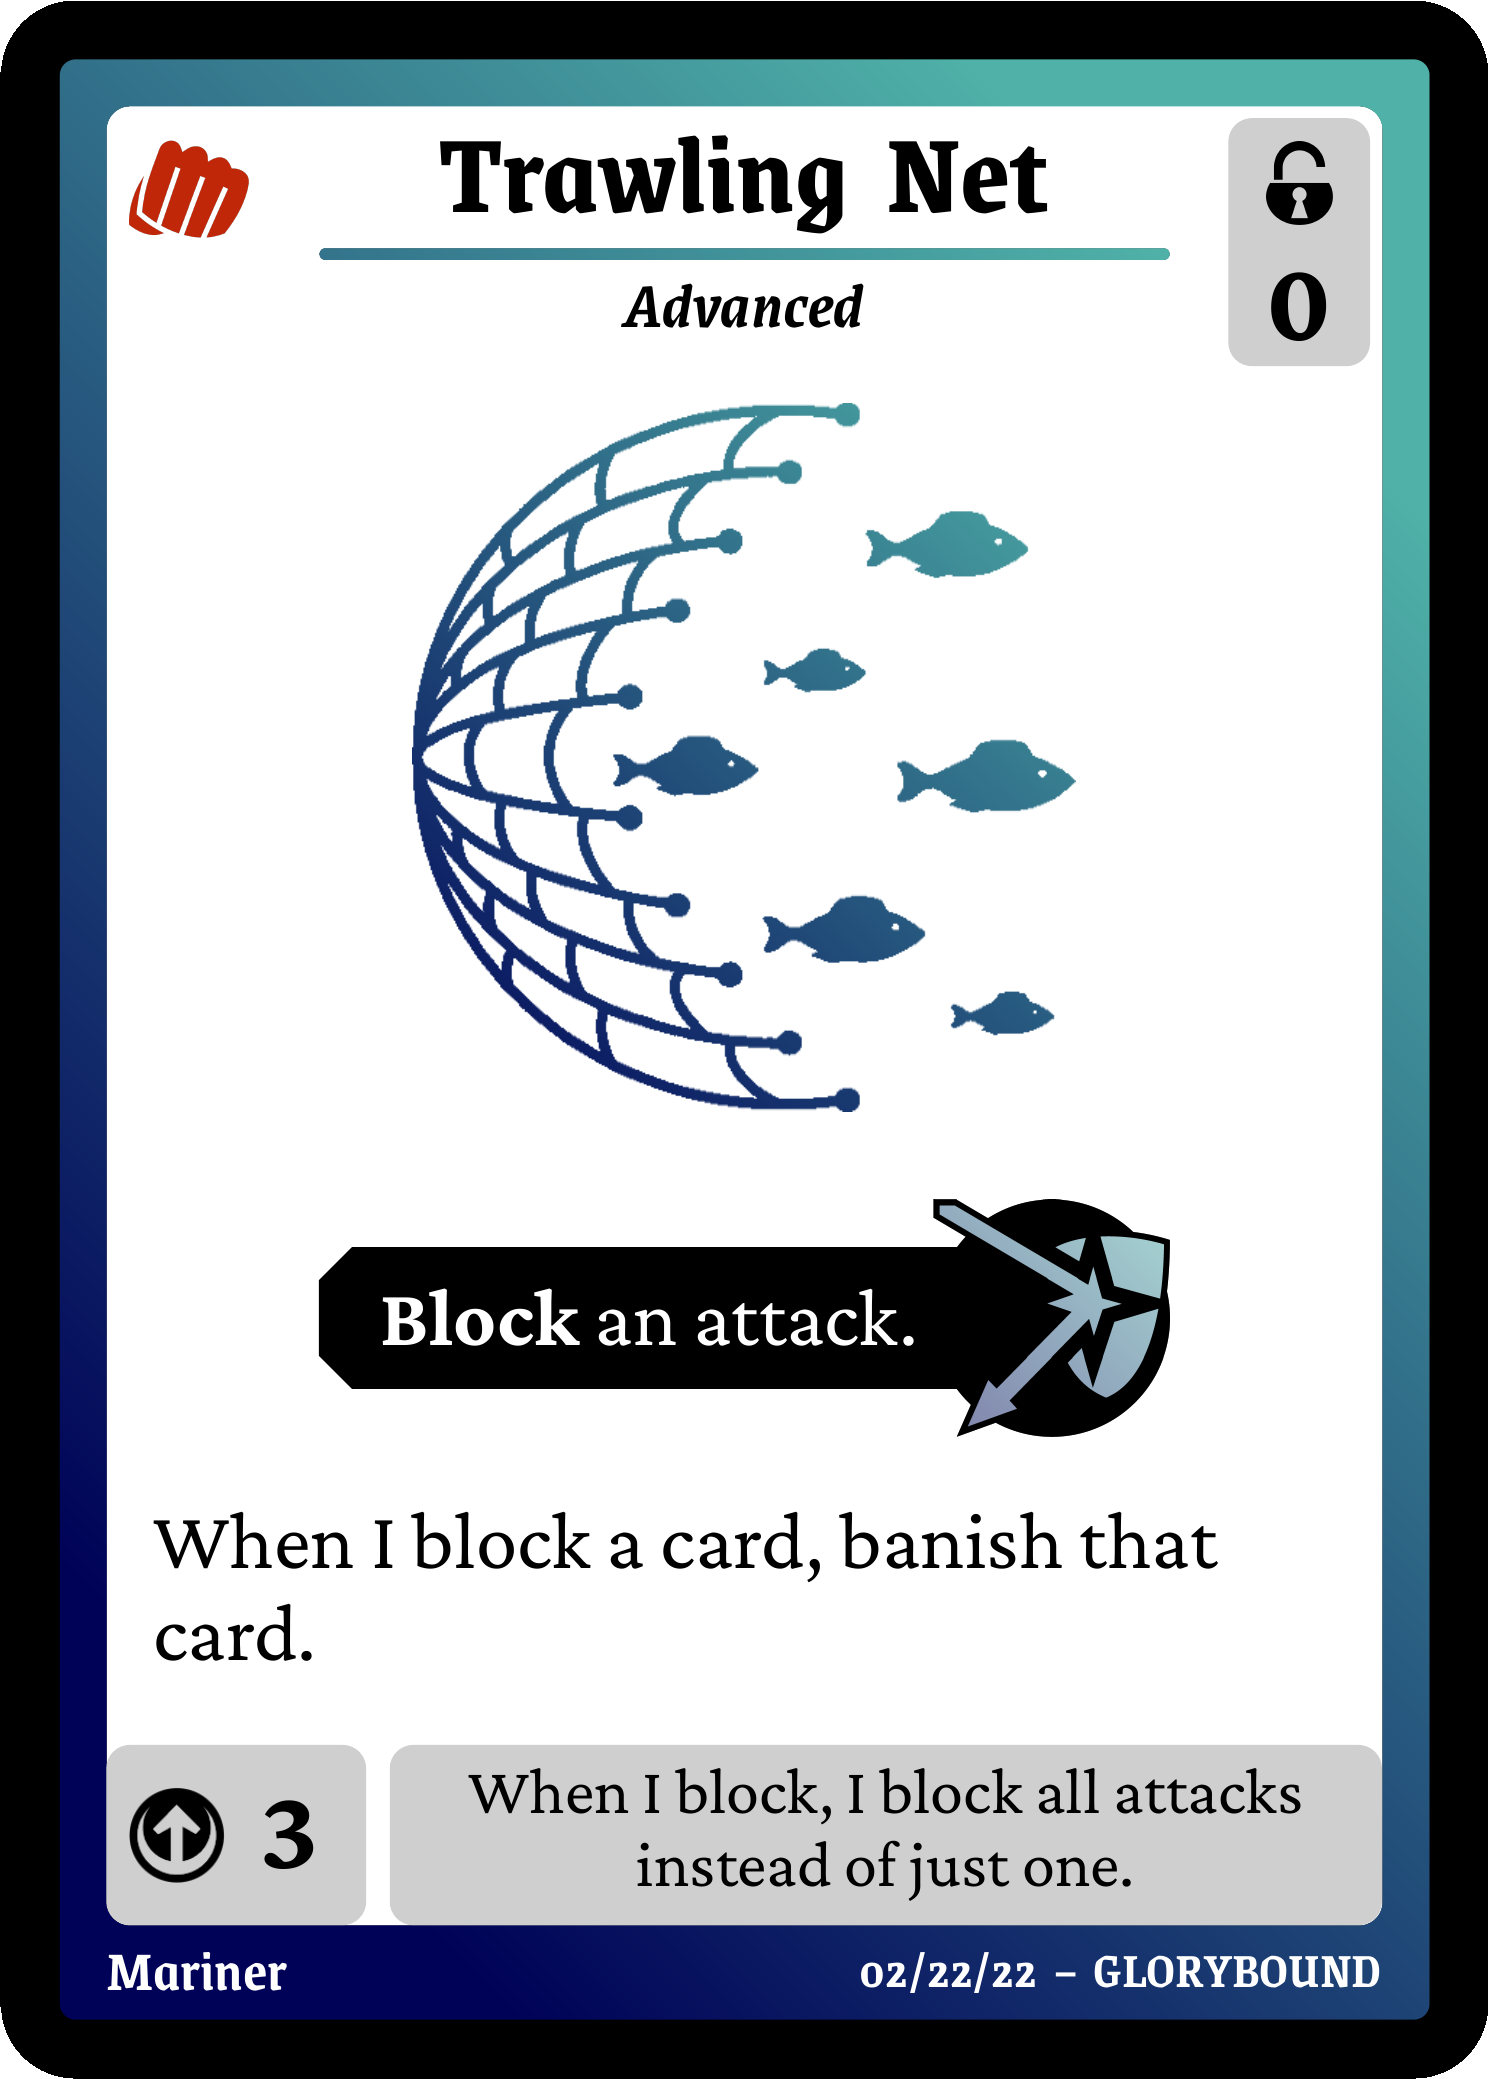 Trawling Net
0
Advanced
Block an attack.
When I block a card, banish that
card.
3
When I block, I block all attacks
instead of just one.
Mariner
02/22/22 – GLORYBOUND